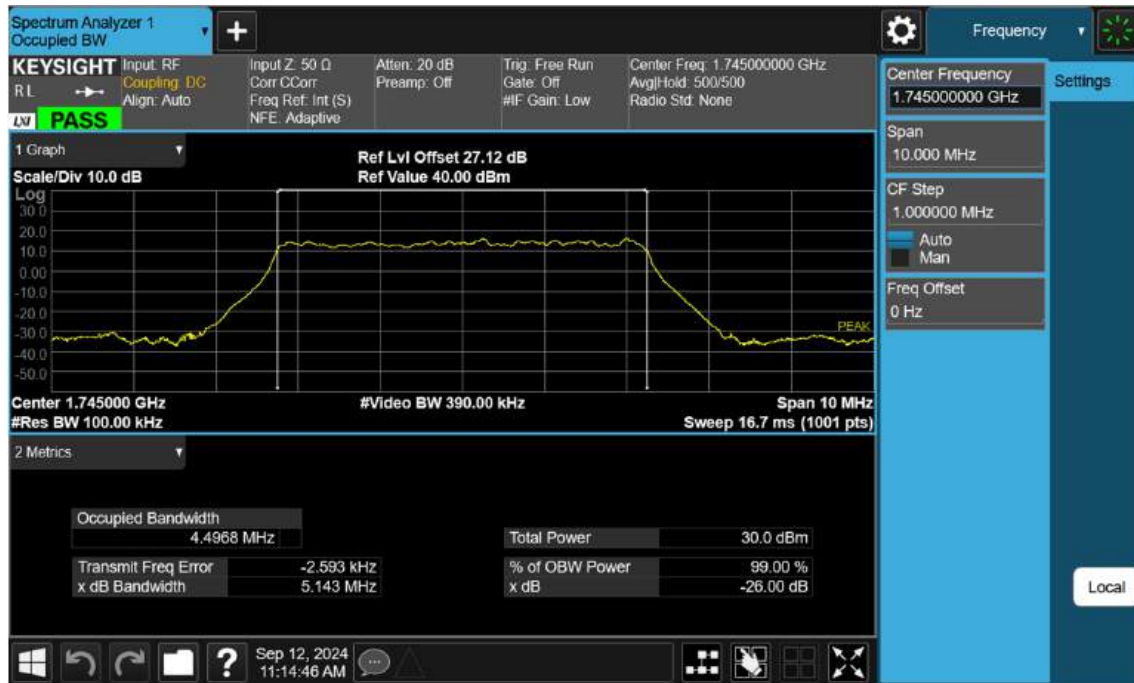 Spectrum Analyzer 1
Occupied BW
+
Frequency
KEYSIGHT
Input: RF
Input Z: 50 Ω
Atten: 20 dB
Trig: Free Run
Center Freq: 1.745000000 GHz
RL
Coupling: DC
Corr CCorr
Preamp: Off
Gate: Off
Avg|Hold: 500/500
Align: Auto
Freq Ref: Int (S)
#IF Gain: Low
Radio Std: None
NFE: Adaptive
LXI
PASS
1 Graph
Ref Lvl Offset 27.12 dB
Scale/Div 10.0 dB
Ref Value 40.00 dBm
Log
30.0
20.0
10.0
0.00
-10.0
-20.0
-30.0
-40.0
-50.0
PEAK
Center 1.745000 GHz
#Video BW 390.00 kHz
Span 10 MHz
#Res BW 100.00 kHz
Sweep 16.7 ms (1001 pts)
2 Metrics
Occupied Bandwidth
4.4968 MHz
Total Power 30.0 dBm
Transmit Freq Error -2.593 kHz
% of OBW Power 99.00 %
x dB Bandwidth 5.143 MHz
x dB -26.00 dB
Center Frequency
1.745000000 GHz
Settings
Span
10.000 MHz
CF Step
1.000000 MHz
Auto
Man
Freq Offset
0 Hz
Local
?
Sep 12, 2024
11:14:46 AM